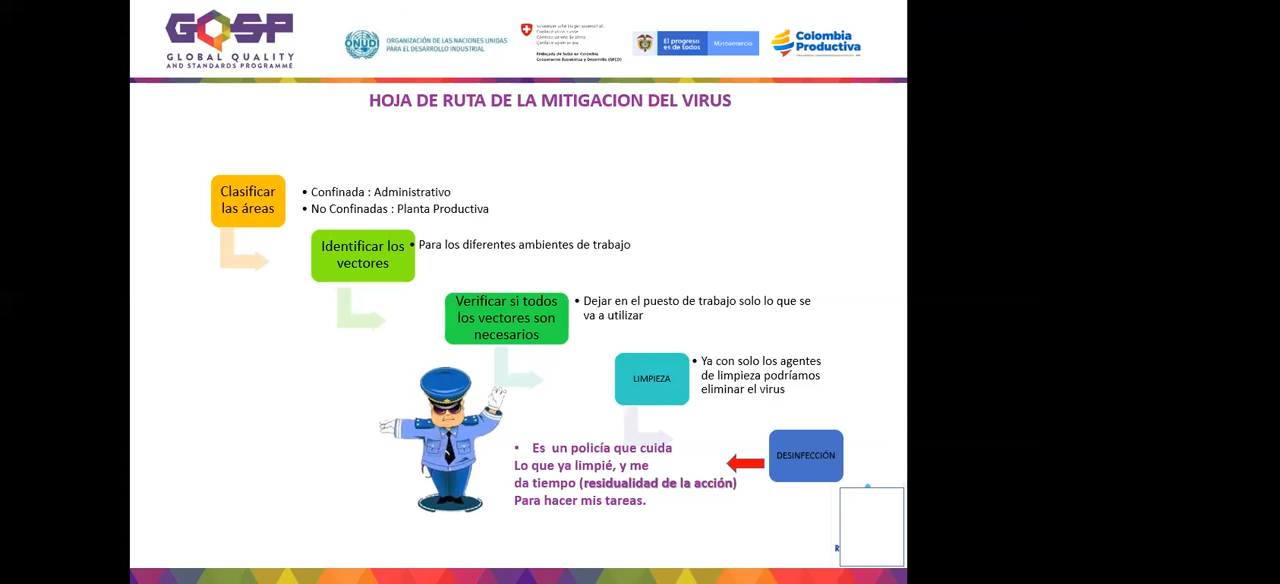 GQSP
GLOBAL QUALITY
AND STANDARDS PROGRAMME
ONUDI
ORGANIZACIÓN DE LAS NACIONES UNIDAS
PARA EL DESARROLLO INDUSTRIAL
El progreso
es de todos
Mincomercio
Colombia
Productiva
HOJA DE RUTA DE LA MITIGACION DEL VIRUS
Clasificar
las áreas
• Confinada : Administrativo
• No Confinadas : Planta Productiva
Identificar los
vectores
• Para los diferentes ambientes de trabajo
Verificar si todos
los vectores son
necesarios
• Dejar en el puesto de trabajo solo lo que se
va a utilizar
LIMPIEZA
• Ya con solo los agentes
de limpieza podríamos
eliminar el virus
DESINFECCIÓN
• Es un policía que cuida
Lo que ya limpié, y me
da tiempo (residualidad de la acción)
Para hacer mis tareas.
R